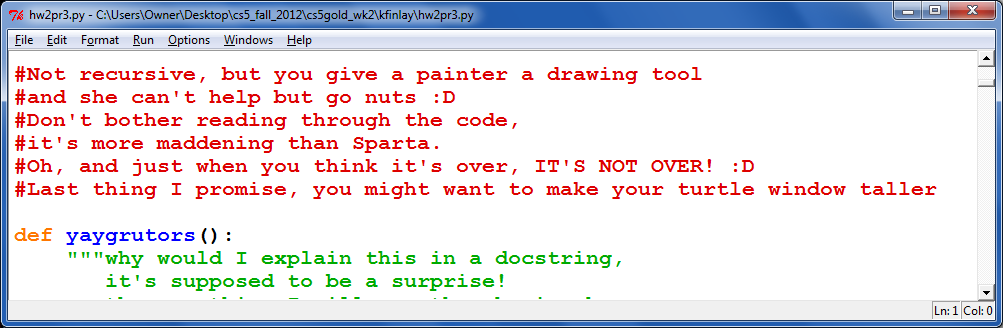 hw2pr3.py - C:\Users\Owner\Desktop\cs5_fall_2012\cs5gold_wk2\kfinlay\hw2pr3.py
File Edit Format Run Options Windows Help
#Not recursive, but you give a painter a drawing tool
#and she can't help but go nuts :D
#Don't bother reading through the code,
#it's more maddening than Sparta.
#Oh, and just when you think it's over, IT'S NOT OVER! :D
#Last thing I promise, you might want to make your turtle window taller
def yaygrutors():
"""why would I explain this in a docstring,
it's supposed to be a surprise!
Ln: 1 Col: 0